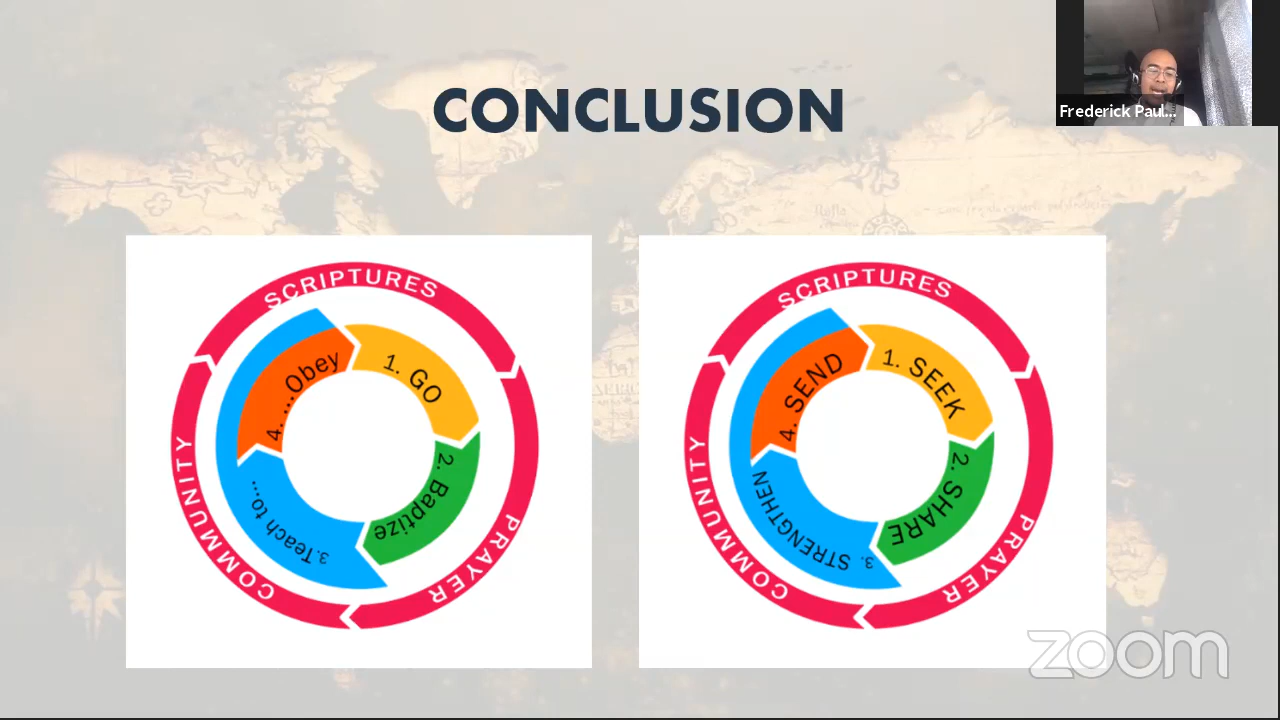 CONCLUSION
Frederick Paul...
SCRIPTURES
PRAYER
COMMUNITY
1. GO
2. Baptize
3. Teach to...
4. ...Obey
SCRIPTURES
PRAYER
COMMUNITY
1. SEEK
2. SHARE
3. STRENGTHEN
4. SEND
zoom